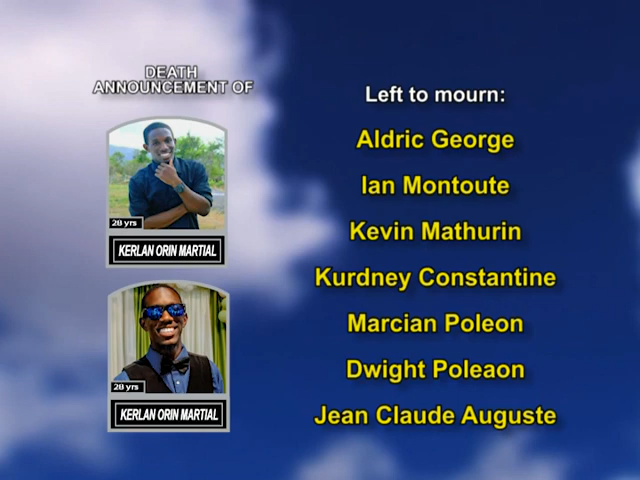 DEATH
ANNOUNCEMENT OF
28 yrs
KERLAN ORIN MARTIAL
28 yrs
KERLAN ORIN MARTIAL
Left to mourn:
Aldric George
Ian Montoute
Kevin Mathurin
Kurdney Constantine
Marcian Poleon
Dwight Poleaon
Jean Claude Auguste